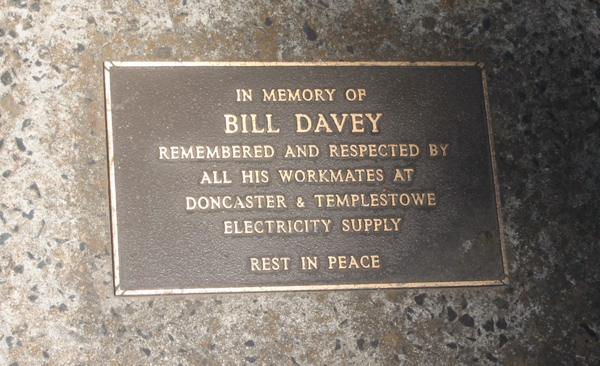 IN MEMORY OF
BILL DAVEY
REMEMBERED AND RESPECTED BY
ALL HIS WORKMATES AT
DONCASTER & TEMPLESTOWE
ELECTRICITY SUPPLY
REST IN PEACE